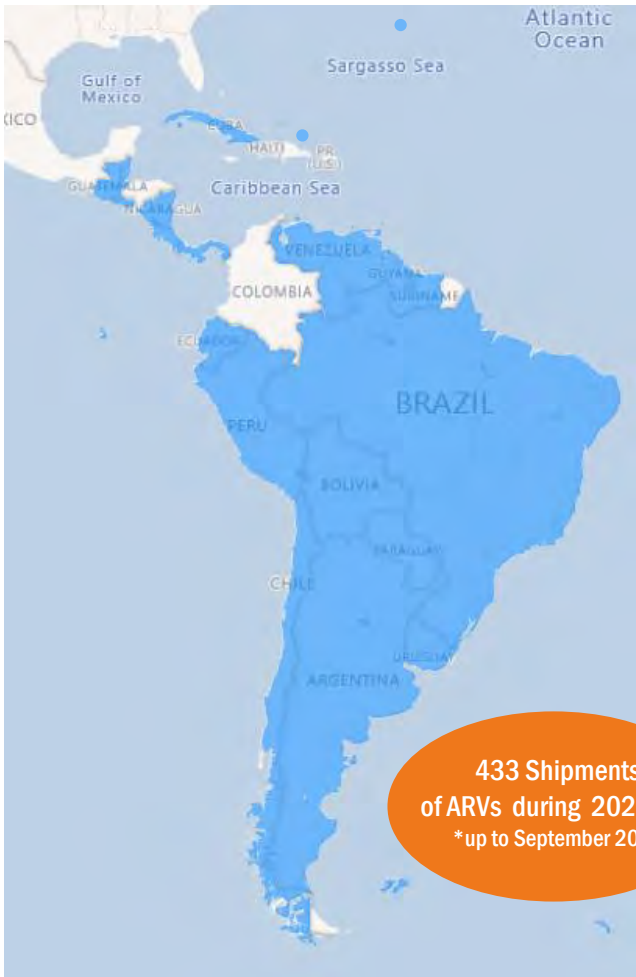 Atlantic
Ocean
Sargasso Sea
Gulf of
Mexico
XICO
CUBA
HAITI
PR
(U.S.)
GUATEMALA
Caribbean Sea
NICARAGUA
VENEZUELA
GUYANA
SURINAME
COLOMBIA
ECUADOR
BRAZIL
PERU
BOLIVIA
PARAGUAY
CHILE
URUGUAY
ARGENTINA
433 Shipments
of ARVs during 202
*up to September 20